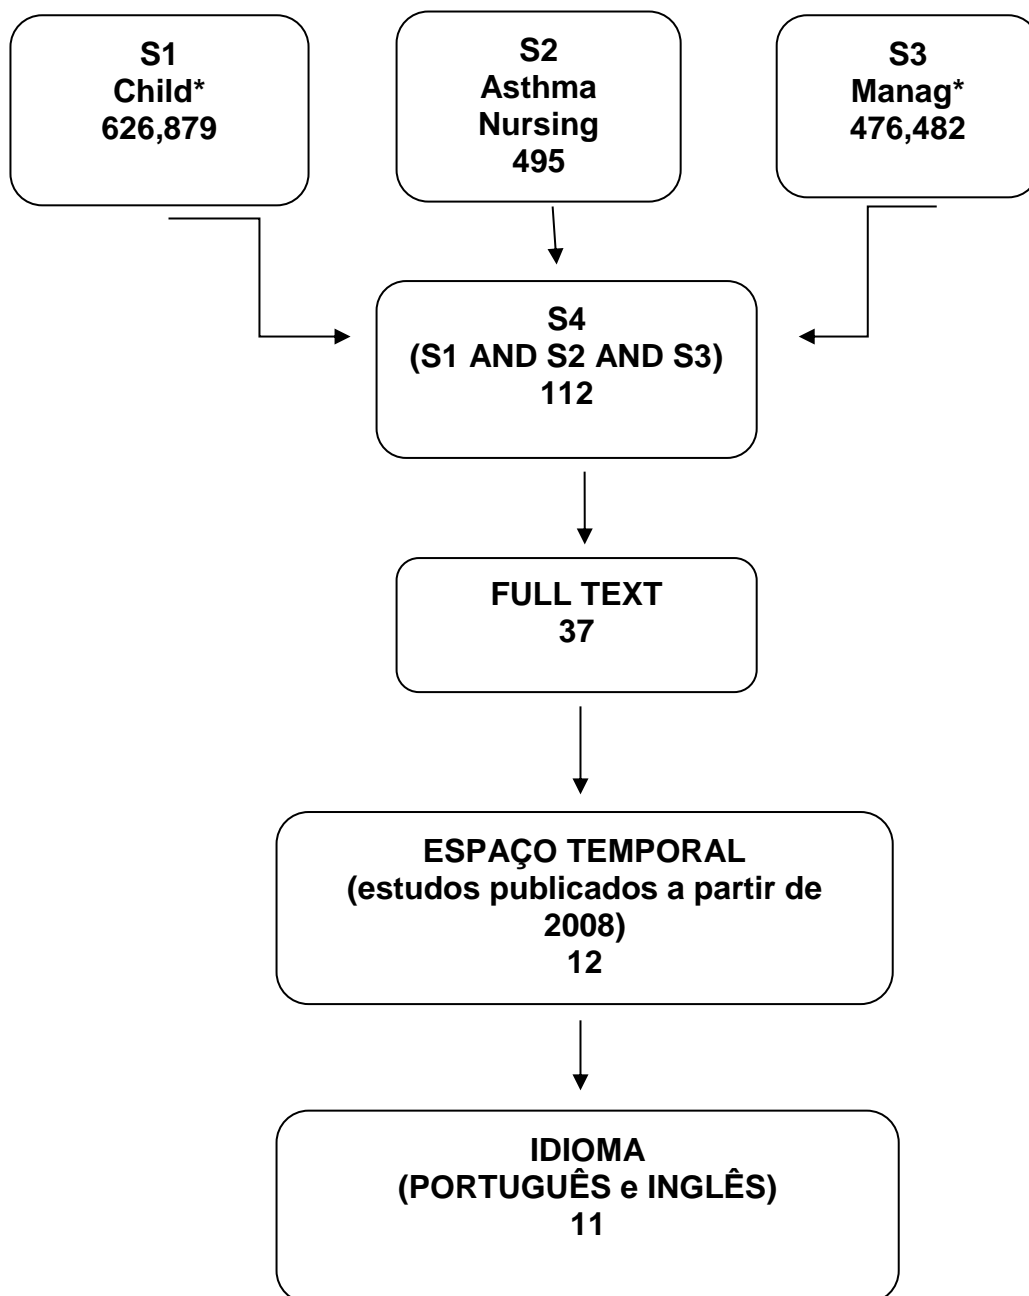 S1
Child*
626,879
S2
Asthma
Nursing
495
S3
Manag*
476,482
S4
(S1 AND S2 AND S3)
112
FULL TEXT
37
ESPAÇO TEMPORAL
(estudos publicados a partir de
2008)
12
IDIOMA
(PORTUGUÊS e INGLÊS)
11